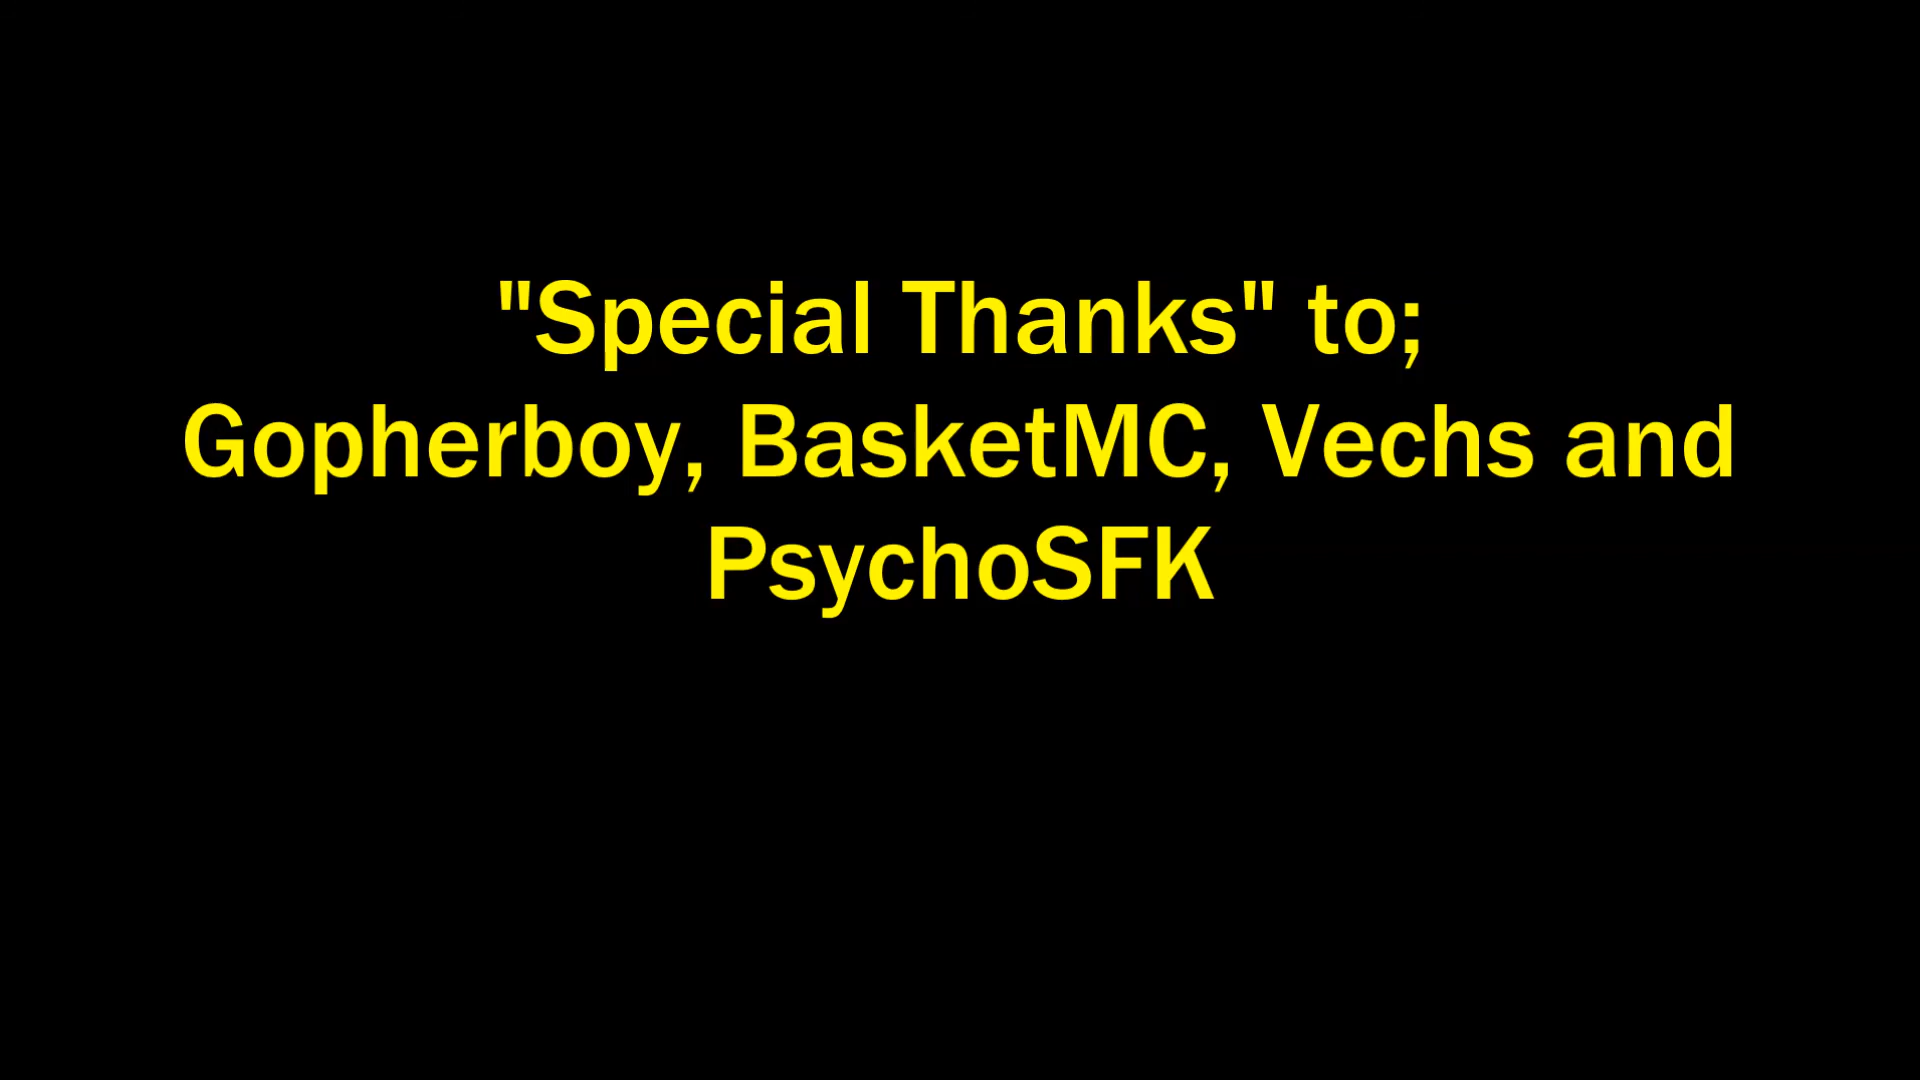 "Special Thanks" to;
Gopherboy, BasketMC, Vechs and
PsychoSFK